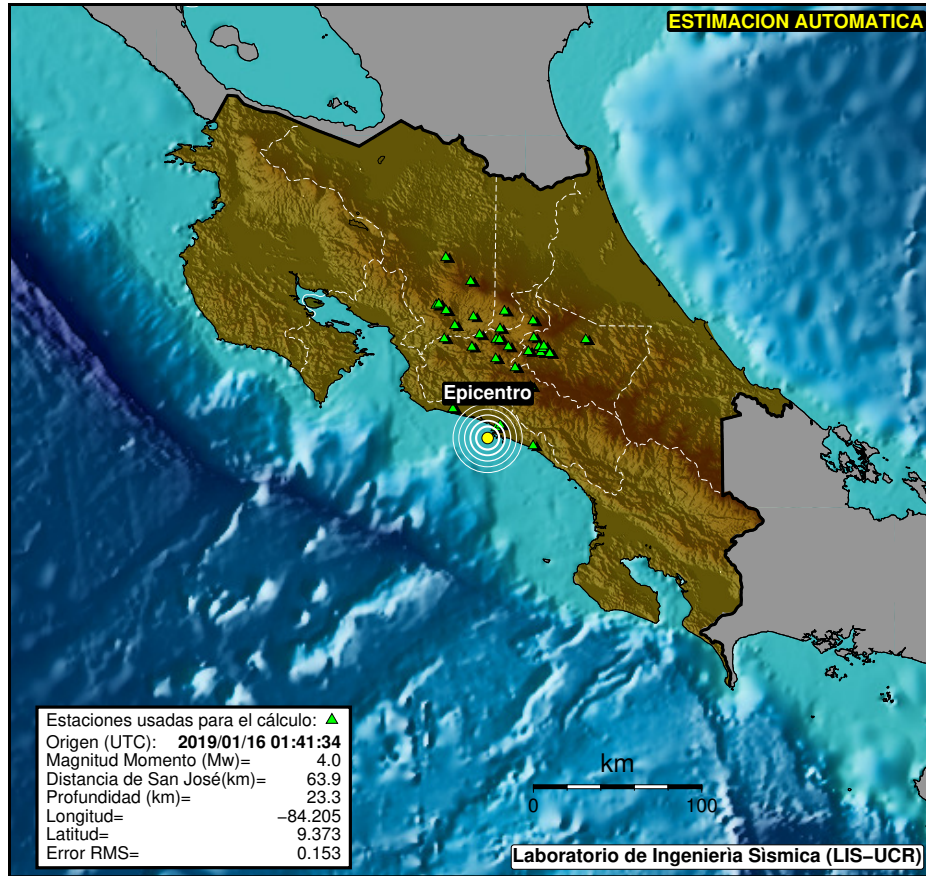 ESTIMACION AUTOMATICA
Epicentro
Estaciones usadas para el cálculo:
Origen (UTC): 2019/01/16 01:41:34
Magnitud Momento (Mw)= 4.0
Distancia de San José(km)= 63.9
Profundidad (km)= 23.3
Longitud= −84.205
Latitud= 9.373
Error RMS= 0.153
km
0 100
Laboratorio de Ingenierìa Sìsmica (LIS−UCR)